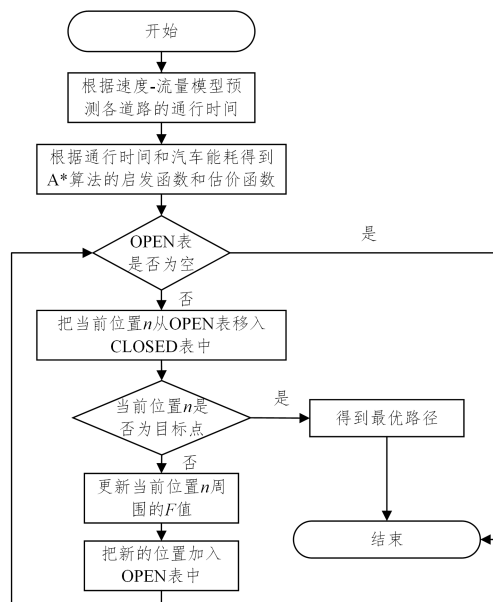 开始
根据速度-流量模型预
测各道路的通行时间
根据通行时间和汽车能耗得到
A*算法的启发函数和估价函数
OPEN表
是否为空
是
否
把当前位置n从OPEN表移入
CLOSED表中
当前位置n是
否为目标点
是
得到最优路径
否
更新当前位置n周
围的F值
把新的位置加入
OPEN表中
结束